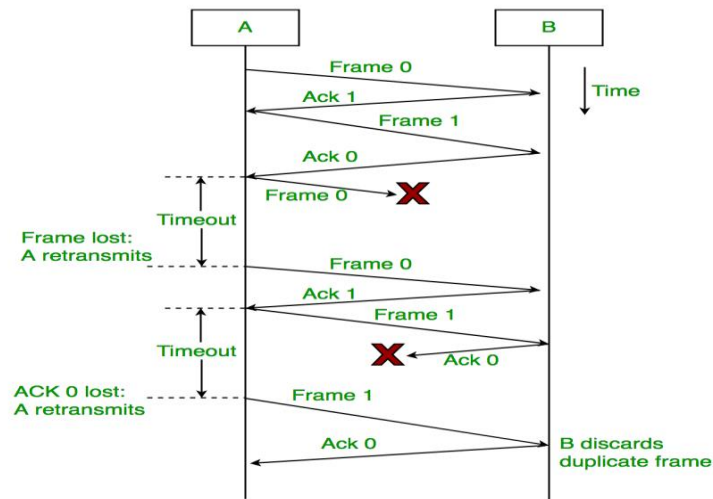 A
B
Frame 0
Time
Ack 1
Frame 1
Ack 0
Frame 0
Timeout
Frame lost:
A retransmits
Frame 0
Ack 1
Frame 1
Timeout
Ack 0
ACK 0 lost:
A retransmits
Frame 1
Ack 0
B discards
duplicate frame